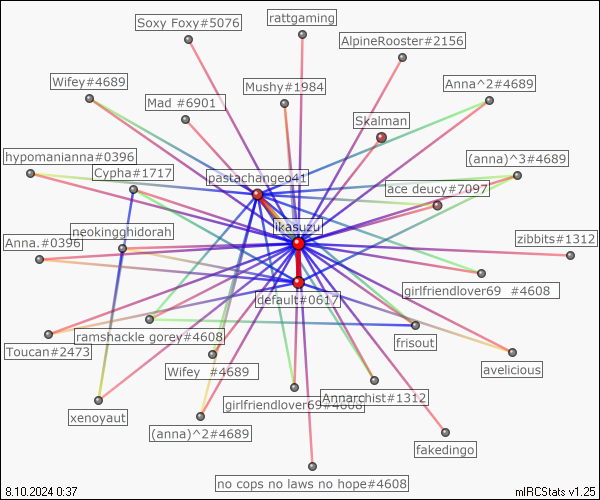 rattgaming
Soxy Foxy#5076
AlpineRooster#2156
Wifey#4689
Mushy#1984
Anna^2#4689
Mad #6901
Skalman
hypomanianna#0396
(anna)^3#4689
Cypha#1717
pastachangeo41
ace deucy#7097
ikasuzu
neokingghidorah
Anna.#0396
zibbits#1312
girlfriendlover69 #4608
default#0617
ramshackle gorey#4608
frisout
Toucan#2473
Wifey #4689
avelicious
Annarchist#1312
girlfriendlover69#4608
xenoyaut
(anna)^2#4689
fakedingo
no cops no laws no hope#4608
8.10.2024 0:37
mIRCStats v1.25